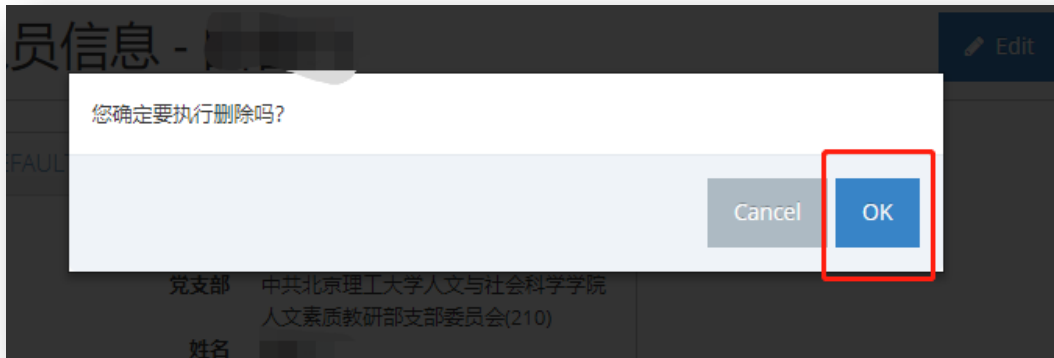 员信息 -
Edit
您确定要执行删除吗?
EFAUL
Cancel
OK
党支部 中共北京理工大学人文与社会科学学院
人文素质教研部支部委员会(210)
姓名